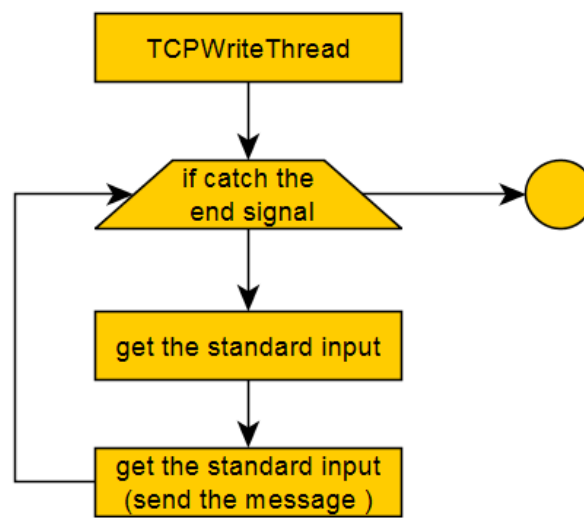 TCPWriteThread
if catch the
end signal
get the standard input
get the standard input
(send the message )